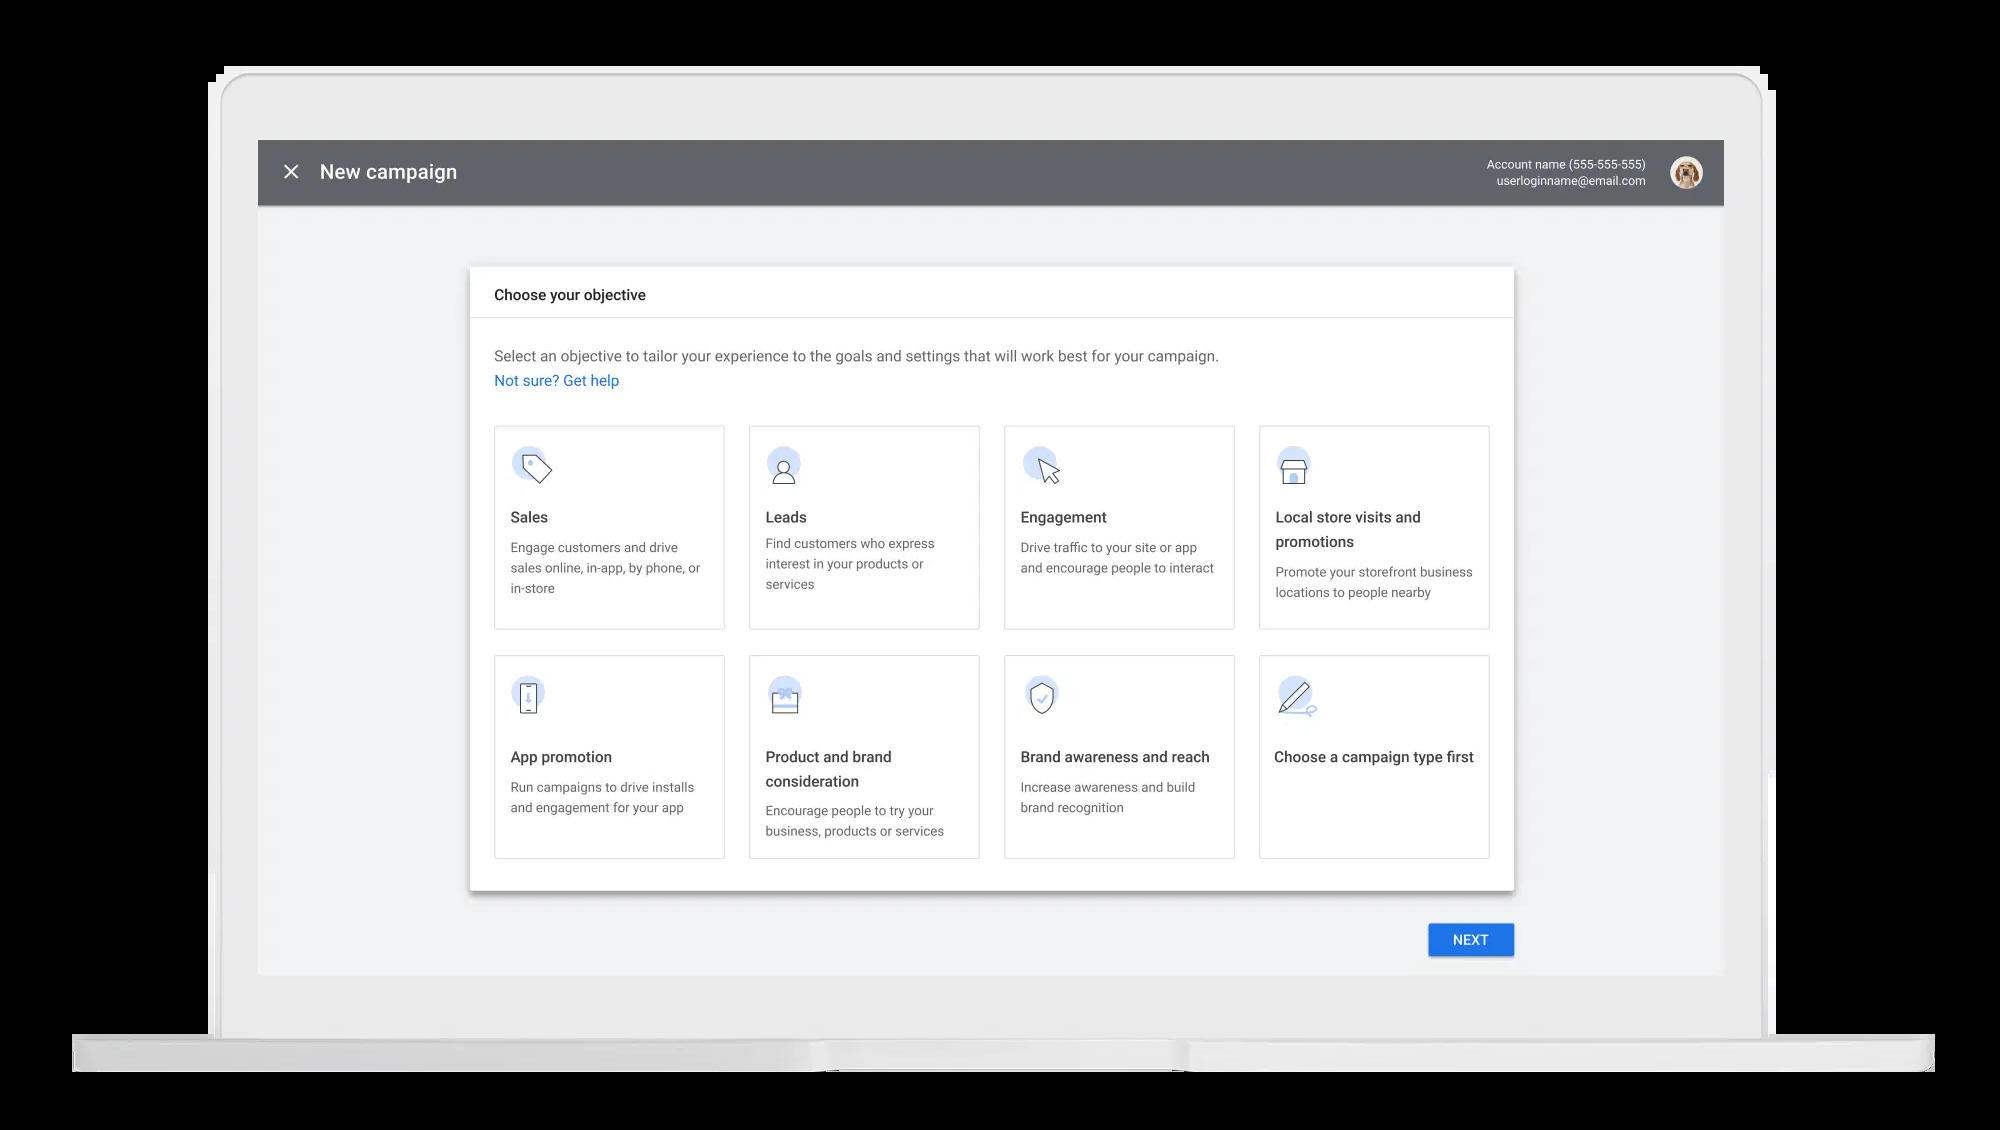 New campaign
Account name (555-555-555)
userloginname@email.com
Choose your objective
Select an objective to tailor your experience to the goals and settings that will work best for your campaign.
Not sure? Get help
Sales
Engage customers and drive
sales online, in-app, by phone, or
in-store
Leads
Find customers who express
interest in your products or
services
Engagement
Drive traffic to your site or app
and encourage people to interact
Local store visits and
promotions
Promote your storefront business
locations to people nearby
App promotion
Run campaigns to drive installs
and engagement for your app
Product and brand
consideration
Encourage people to try your
business, products or services
Brand awareness and reach
Increase awareness and build
brand recognition
Choose a campaign type first
NEXT